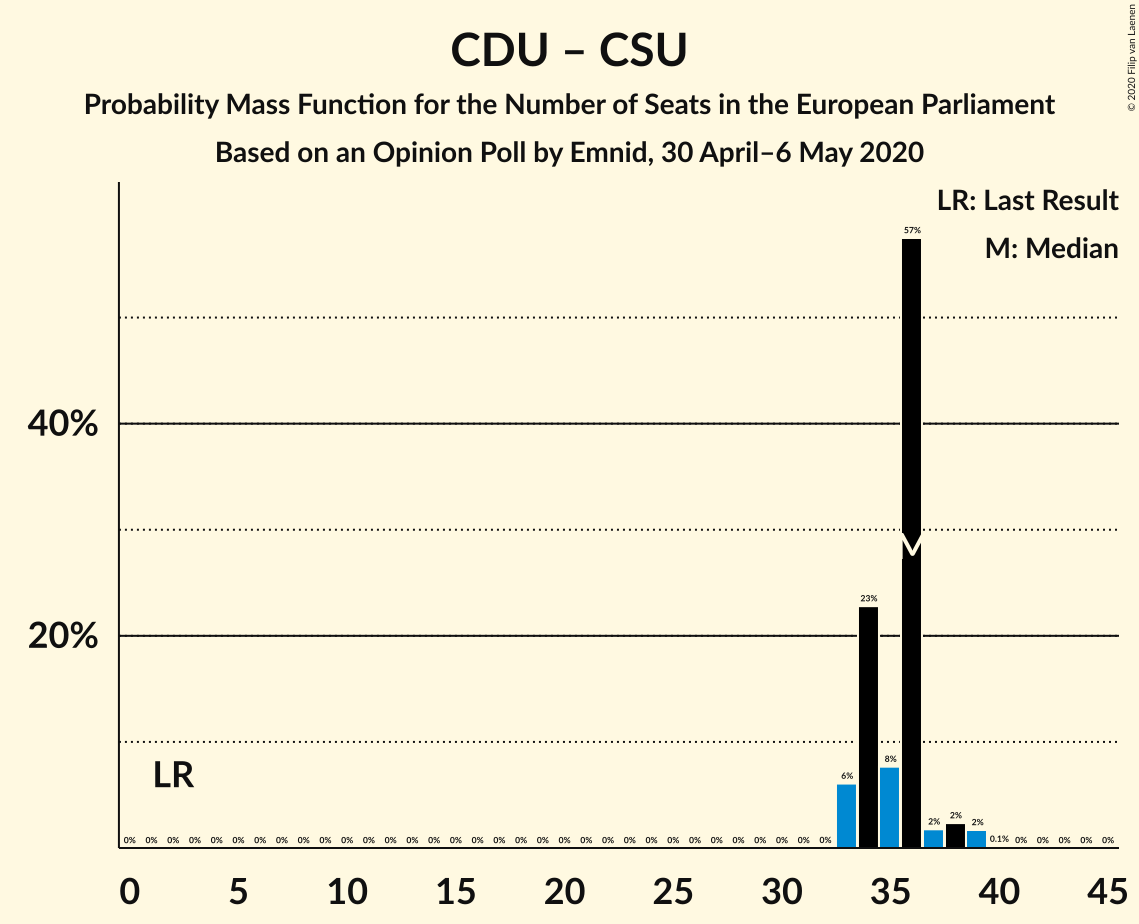 CDU – CSU
Probability Mass Function for the Number of Seats in the European Parliament
Based on an Opinion Poll by Emnid, 30 April–6 May 2020
© 2020 Filip van Laenen
LR: Last Result
M: Median
57%
40%
M
23%
20%
LR
6% 8% 2% 2% 2%
0% 0% 0% 0% 0% 0% 0% 0% 0% 0% 0% 0% 0% 0% 0% 0% 0% 0% 0% 0% 0% 0% 0% 0% 0% 0% 0% 0% 0% 0% 0% 0% 0% 0.1% 0% 0% 0% 0% 0%
0 5 10 15 20 25 30 35 40 45